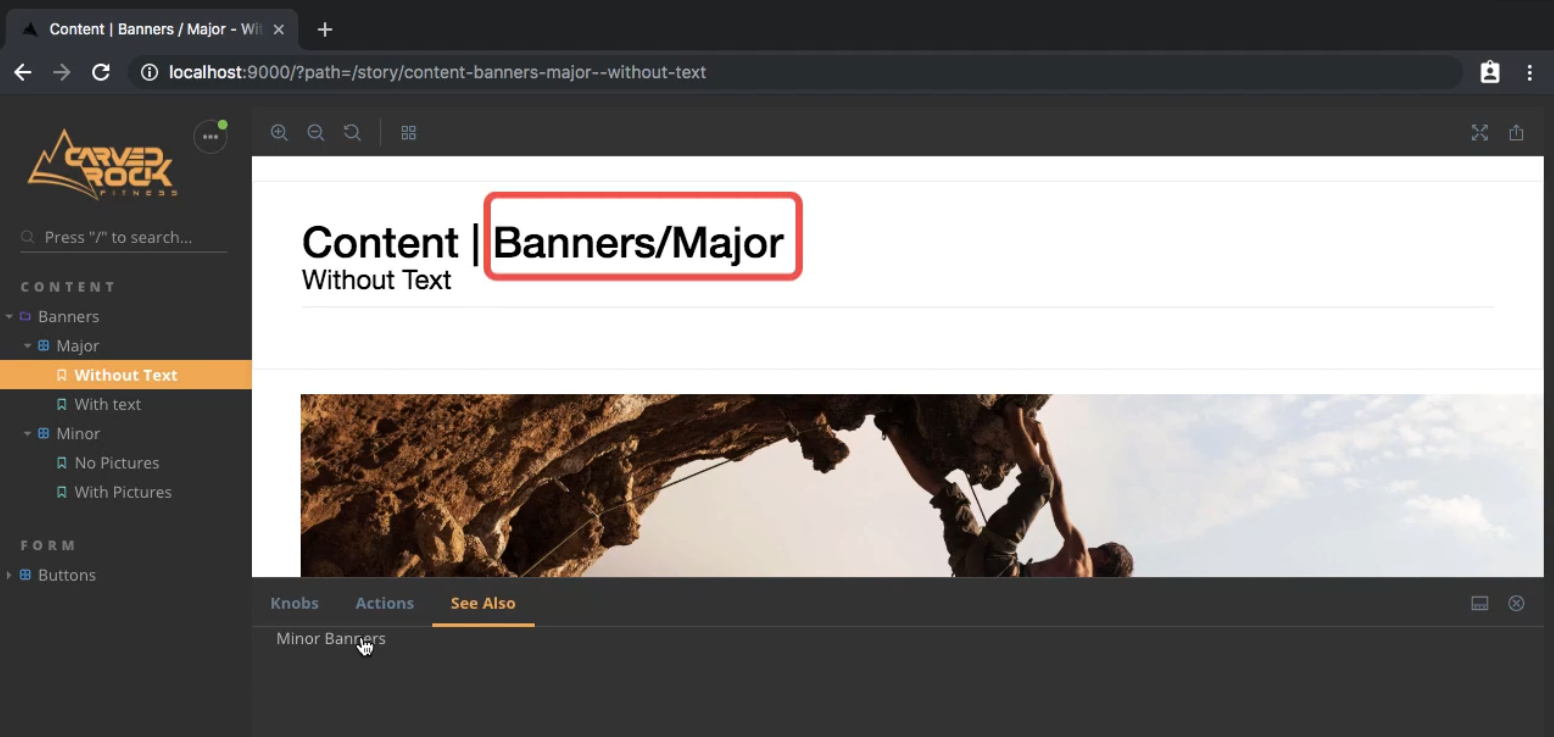 Content | Banners / Major - Wi
localhost:9000/?path=/story/content-banners-major--without-text
CARVED
ROCK
FITNESS
Press "/" to search...
CONTENT
Banners
Major
Without Text
With text
Minor
No Pictures
With Pictures
FORM
Buttons
Content | Banners/Major
Without Text
Knobs Actions See Also
Minor Banners